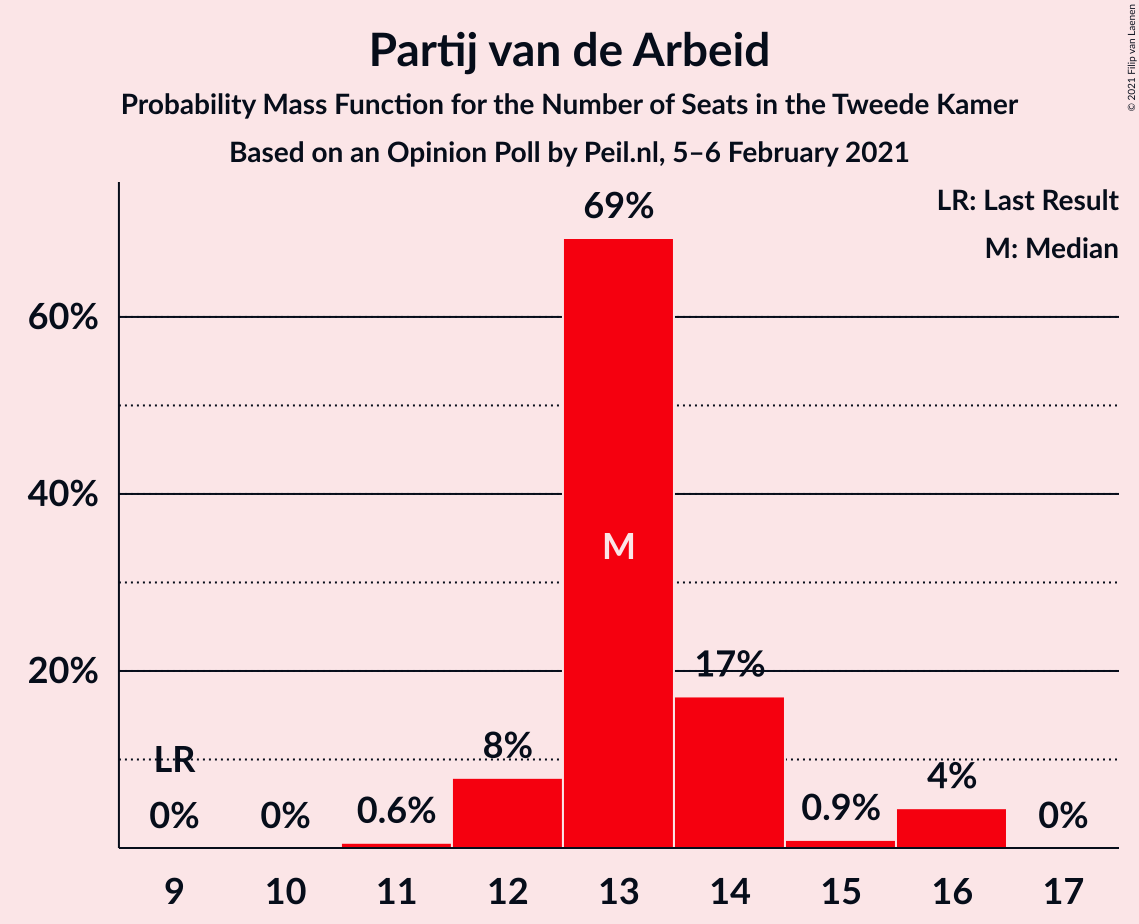 Partij van de Arbeid
Probability Mass Function for the Number of Seats in the Tweede Kamer
Based on an Opinion Poll by Peil.nl, 5–6 February 2021
© 2021 Filip van Laenen
LR: Last Result
M: Median
69%
60%
40%
M
20%
17%
LR
8%
4%
0%
0%
0.6%
0.9%
0%
9 10 11 12 13 14 15 16 17